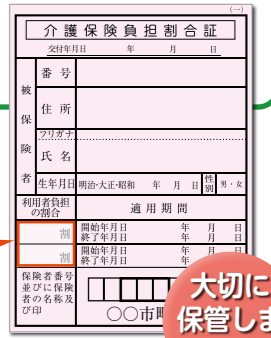 (一)
介護保険負担割合証
交付年月日 年 月 日
被保険者
番号
住所
フリガナ
氏名
生年月日 明治・大正・昭和 年 月 日 性別 男・女
利用者負担の割合
適用期間
割 開始年月日 年 月 日
終了年月日 年 月 日
割 開始年月日 年 月 日
終了年月日 年 月 日
保険者番号
並びに保険
者の名称及
び印
〇〇市町
大切に
保管しま